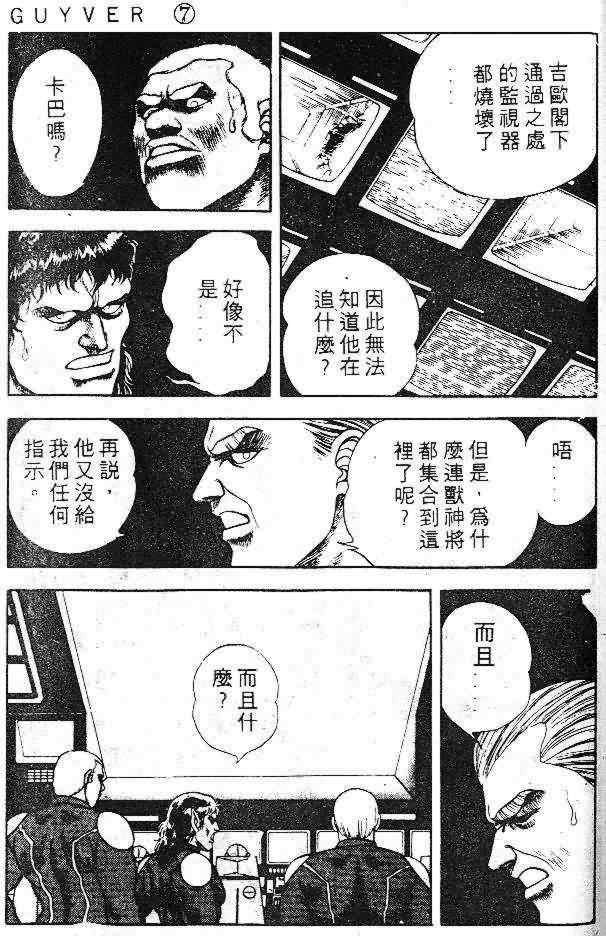 GUYVER ⑦
吉歐閣下
通過之處
的監視器
都燒壞了
……
因此無法
知道他在
追什麼？
卡巴嗎？
好像不
是……
唔……
但是，爲什
麼連獸神將
都集合到這
裡了呢？
再説，
他又沒給
我們任何
指示。
而且
……
而且什
麼？